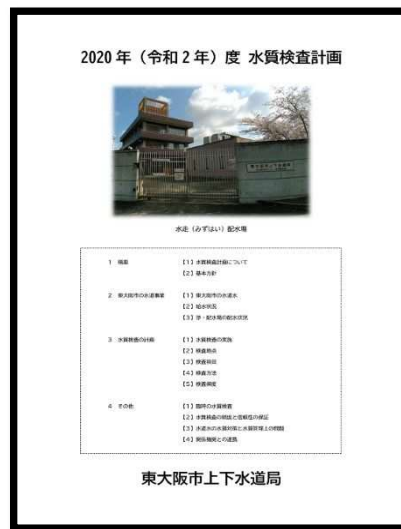 2020 年（令和 2 年）度 水質検査計画
水走（みずはい）配水場
1 概要 【1】水質検査計画について
【2】基本方針
2 東大阪市の水道事業 【1】東大阪市の水道水
【2】給水状況
【3】浄・配水場の配水状況
3 水質検査の計画 【1】水質検査の実施
【2】検査地点
【3】検査項目
【4】検査方法
【5】検査頻度
4 その他 【1】臨時の水質検査
【2】水質検査の精度と信頼性の保証
【3】水道水の水質対策と水質管理上の問題
【4】関係機関との連携
東大阪市上下水道局